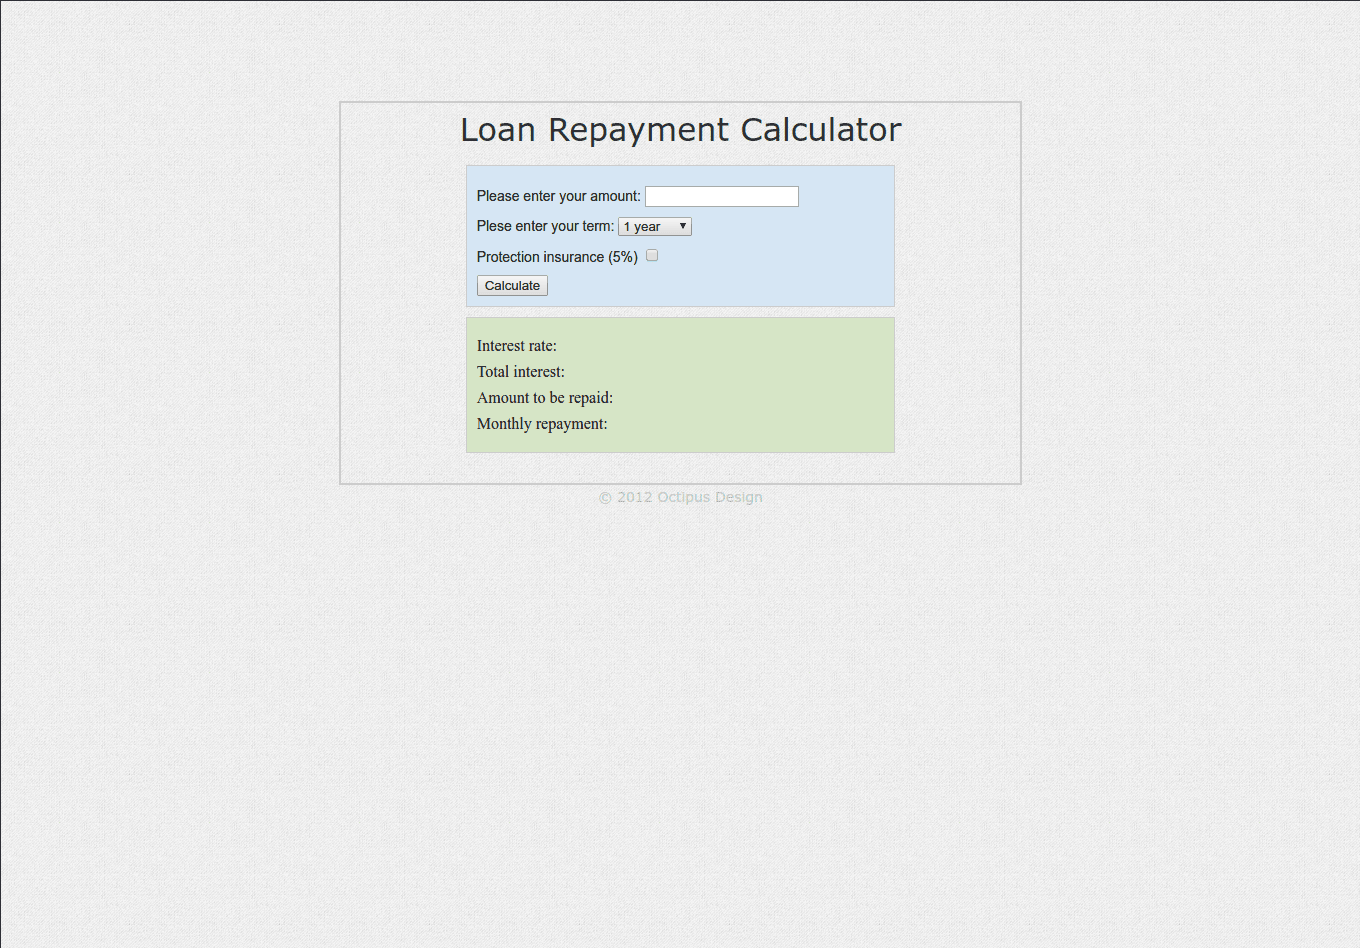 Loan Repayment Calculator
Please enter your amount:
Plese enter your term: 1 year
Protection insurance (5%)
Calculate
Interest rate:
Total interest:
Amount to be repaid:
Monthly repayment:
© 2012 Octipus Design